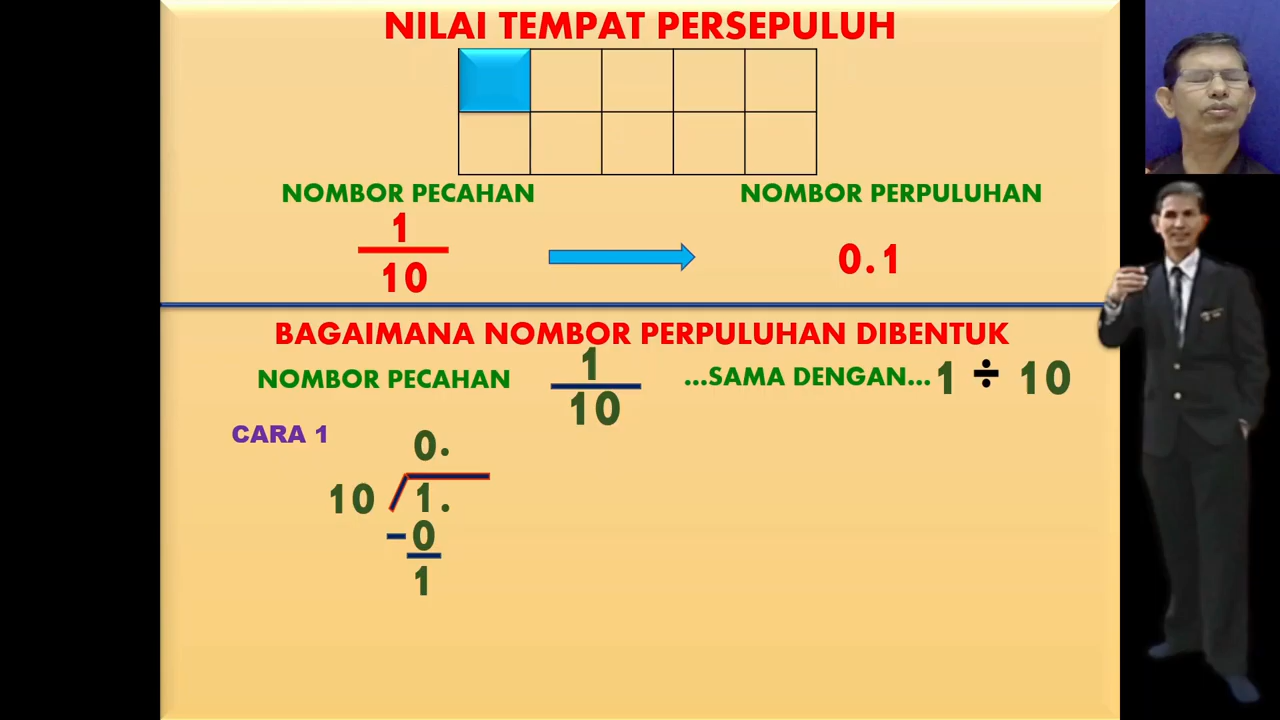 NILAI TEMPAT PERSEPULUH
NOMBOR PECAHAN
NOMBOR PERPULUHAN
1
10
0.1
BAGAIMANA NOMBOR PERPULUHAN DIBENTUK
NOMBOR PECAHAN
1
10
...SAMA DENGAN... 1 ÷ 10
CARA 1
0.
10 1.
-0
1